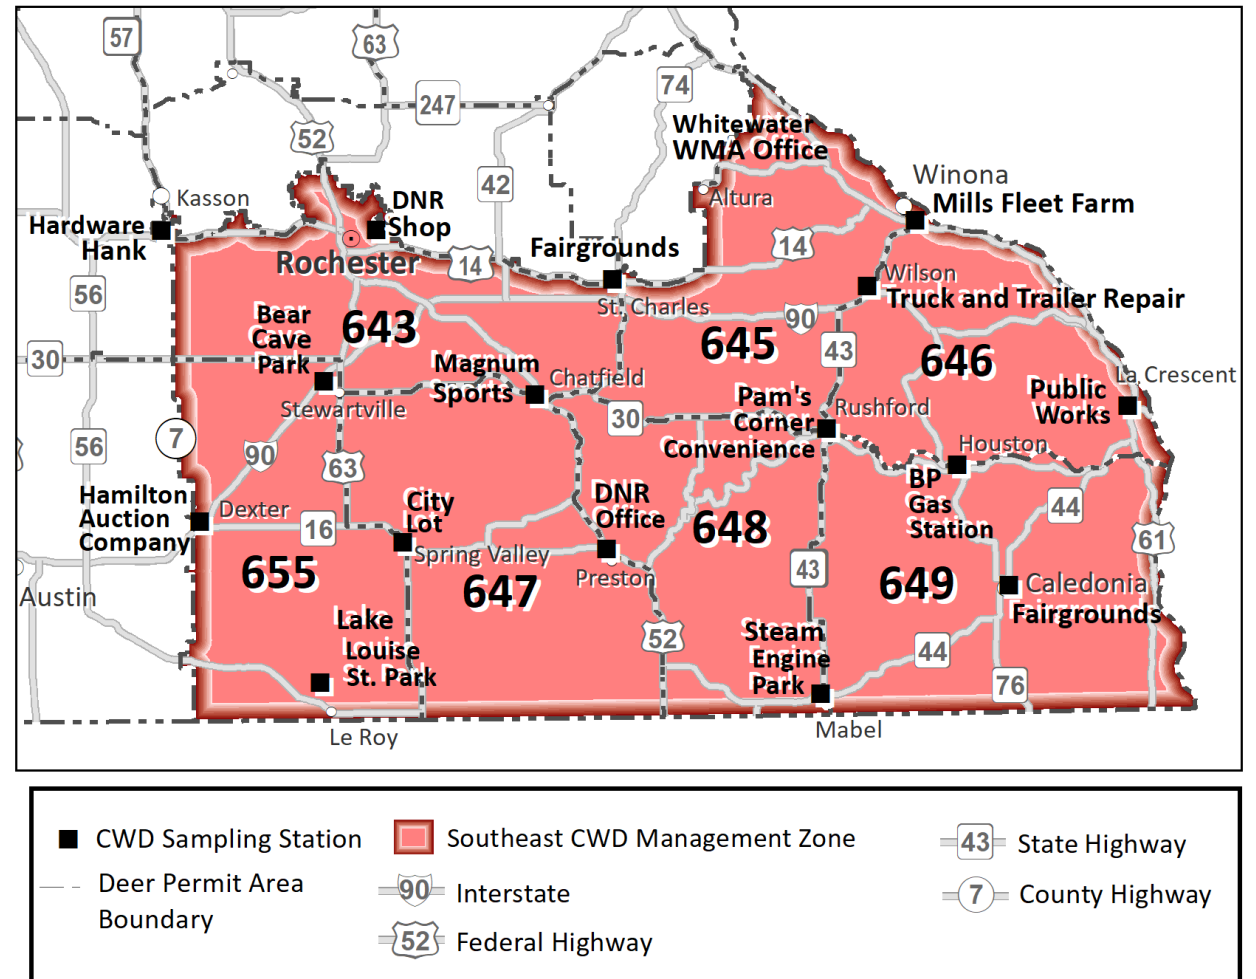 57
63
74
247
52
Whitewater
WMA Office
42
Kasson
Altura
Winona
DNR
Shop
Mills Fleet Farm
Hardware
Hank
Fairgrounds
14
Rochester
14
Wilson
56
St. Charles
Truck and Trailer Repair
Bear
Cave
Park
643
90
645
43
646
30
Magnum
Sports
Chatfield
La Crescent
Public
Works
Stewartville
Pam's
Corner
Convenience
Rushford
30
7
56
90
63
Houston
Hamilton
Auction
Company
Dexter
City
Lot
DNR
Office
BP
Gas
Station
44
16
648
61
Spring Valley
655
647
Preston
43
649
Austin
Caledonia
Fairgrounds
Lake
Louise
St. Park
52
Steam
Engine
Park
44
76
Le Roy
Mabel
CWD Sampling Station
Southeast CWD Management Zone
43 State Highway
Deer Permit Area
Boundary
90 Interstate
7 County Highway
52 Federal Highway